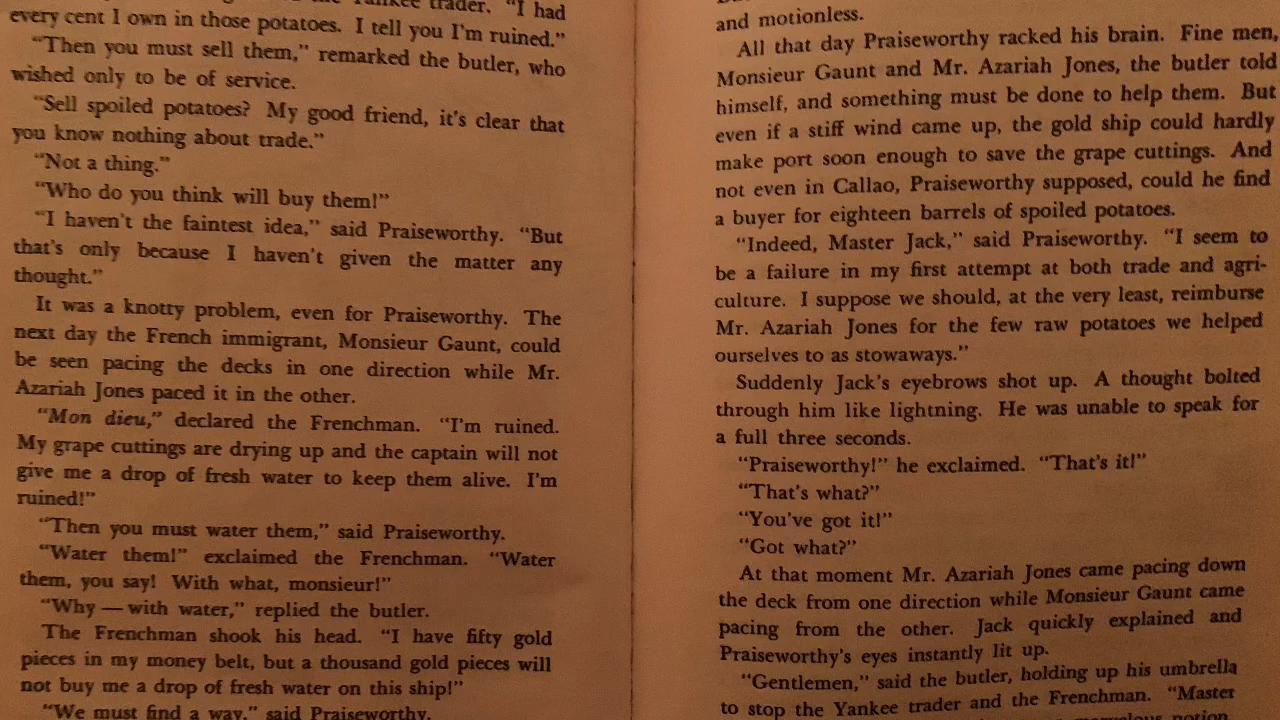 Yankee trader. "I had
every cent I own in those potatoes. I tell you I'm ruined."
"Then you must sell them," remarked the butler, who
wished only to be of service.
"Sell spoiled potatoes? My good friend, it's clear that
you know nothing about trade."
"Not a thing."
"Who do you think will buy them!"
"I haven't the faintest idea," said Praiseworthy. "But
that's only because I haven't given the matter any
thought."
It was a knotty problem, even for Praiseworthy. The
next day the French immigrant, Monsieur Gaunt, could
be seen pacing the decks in one direction while Mr.
Azariah Jones paced it in the other.
"Mon dieu," declared the Frenchman. "I'm ruined.
My grape cuttings are drying up and the captain will not
give me a drop of fresh water to keep them alive. I'm
ruined!"
"Then you must water them," said Praiseworthy.
"Water them!" exclaimed the Frenchman. "Water
them, you say! With what, monsieur!"
"Why — with water," replied the butler.
The Frenchman shook his head. "I have fifty gold
pieces in my money belt, but a thousand gold pieces will
not buy me a drop of fresh water on this ship!"
"We must find a way," said Praiseworthy.
and motionless.
All that day Praiseworthy racked his brain. Fine men,
Monsieur Gaunt and Mr. Azariah Jones, the butler told
himself, and something must be done to help them. But
even if a stiff wind came up, the gold ship could hardly
make port soon enough to save the grape cuttings. And
not even in Callao, Praiseworthy supposed, could he find
a buyer for eighteen barrels of spoiled potatoes.
"Indeed, Master Jack," said Praiseworthy. "I seem to
be a failure in my first attempt at both trade and agri-
culture. I suppose we should, at the very least, reimburse
Mr. Azariah Jones for the few raw potatoes we helped
ourselves to as stowaways."
Suddenly Jack's eyebrows shot up. A thought bolted
through him like lightning. He was unable to speak for
a full three seconds.
"Praiseworthy!" he exclaimed. "That's it!"
"That's what?"
"You've got it!"
"Got what?"
At that moment Mr. Azariah Jones came pacing down
the deck from one direction while Monsieur Gaunt came
pacing from the other. Jack quickly explained and
Praiseworthy's eyes instantly lit up.
"Gentlemen," said the butler, holding up his umbrella
to stop the Yankee trader and the Frenchman. "Master
notion